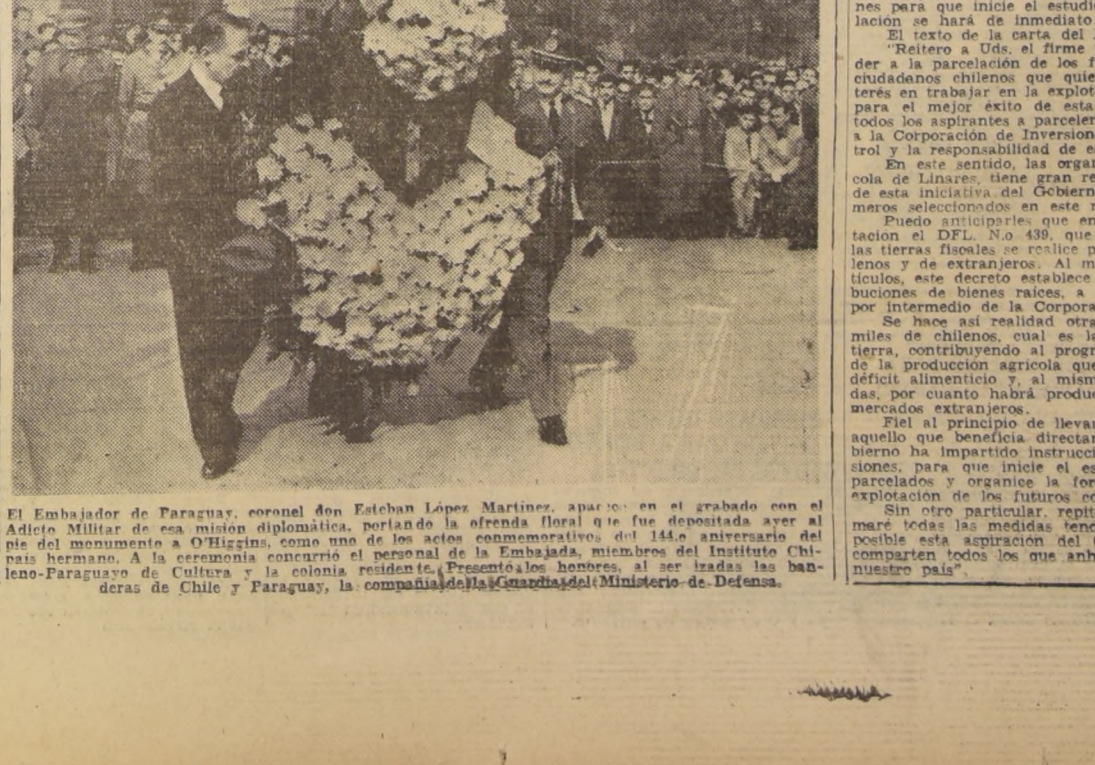 El Embajador de Paraguay, coronel don Esteban López Martínez, aparece en el grabado con el
Adicto Militar de esa misión diplomática, portando la ofrenda floral que fue depositada ayer al
pie del monumento a O'Higgins, como uno de los actos conmemorativos del 144.o aniversario del
país hermano. A la ceremonia concurrió el personal de la Embajada, miembros del Instituto Chi-
leno-Paraguayo de Cultura y la colonia residente. Presentó los honores, al ser izadas las ban-
deras de Chile y Paraguay, la compañía de la Guardia del Ministerio de Defensa.
nes para que inicie el estudi
lación se hará de inmediato
El texto de la carta del
"Reitero a Uds. el firme
der a la parcelación de los f
ciudadanos chilenos que quie
terés en trabajar en la explot
para el mejor éxito de esta
todos los aspirantes a parceler
a la Corporación de Inversion
trol y la responsabilidad de e
En este sentido, las organ
cola de Linares, tiene gran re
de esta iniciativa del Gobiern
meros seleccionados en este
Puedo anticiparles que en
tación el DFL. N.o 439, que
las tierras fiscales se realice p
lenos y de extranjeros. Al m
tículos, este decreto establece
buciones de bienes raíces, a
por intermedio de la Corpora
Se hace así realidad otra
miles de chilenos, cual es la
tierra, contribuyendo al progr
de la producción agrícola que
déficit alimenticio y, al mism
das, por cuanto habrá produc
mercados extranjeros.
Fiel al principio de llevar
aquello que beneficia directam
bierno ha impartido instrucci
siones, para que inicie el es
parcelados y organice la for
explotación de los futuros co
Sin otro particular, repit
maré todas las medidas tend
posible esta aspiración del
comparten todos los que anh
nuestro país".